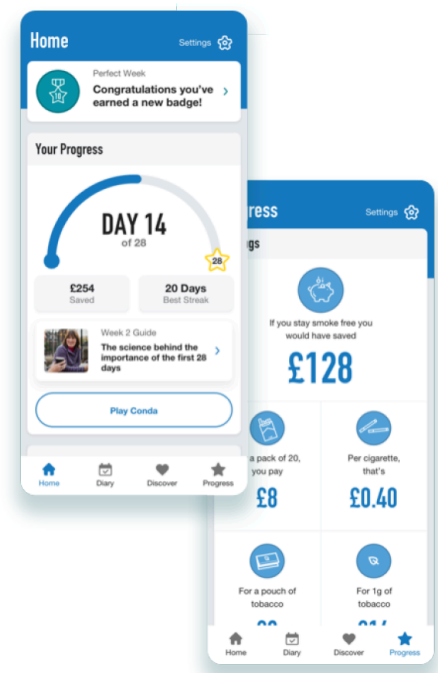 Home
Settings
Perfect Week
Congratulations you've
earned a new badge!
Your Progress
DAY 14
of 28
28
£254
Saved
20 Days
Best Streak
Week 2 Guide
The science behind the
importance of the first 28
days
Play Conda
Home
Diary
Discover
Progress
ress
Settings
gs
If you stay smoke free you
would have saved
£128
a pack of 20,
you pay
£8
Per cigarette,
that's
£0.40
For a pouch of
tobacco
For 1g of
tobacco
Home
Diary
Discover
Progress